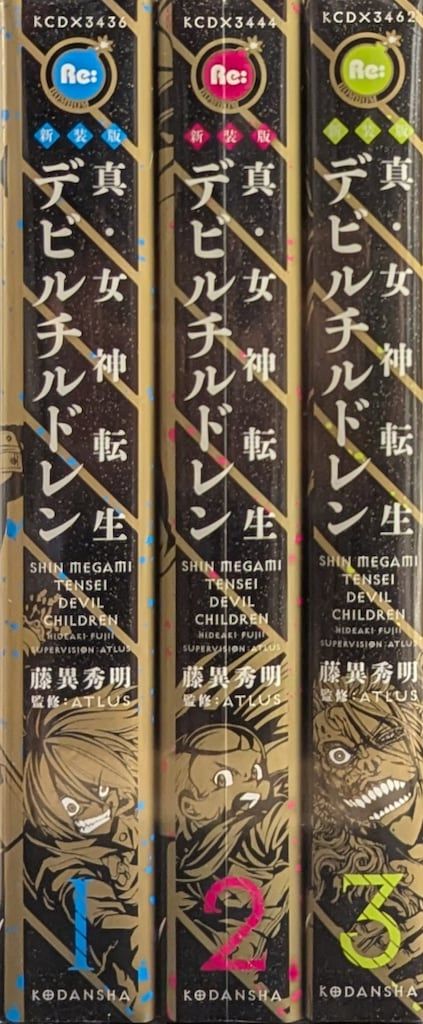 KCDX3436
Re:
BOMBOM
新装版
真・女神転生
デビルチルドレン
SHIN MEGAMI
TENSEI
DEVIL
CHILDREN
HIDEAKI FUJII
SUPERVISION:ATLUS
藤異秀明
監修:ATLUS
1
KODANSHA
KCDX3444
Re:
BOMBOM
新装版
真・女神転生
デビルチルドレン
SHIN MEGAMI
TENSEI
DEVIL
CHILDREN
HIDEAKI FUJII
SUPERVISION:ATLUS
藤異秀明
監修:ATLUS
2
KODANSHA
KCDX3462
Re:
BOMBOM
新装版
真・女神転生
デビルチルドレン
SHIN MEGAMI
TENSEI
DEVIL
CHILDREN
HIDEAKI FUJII
SUPERVISION:ATLUS
藤異秀明
監修:ATLUS
3
KODANSHA